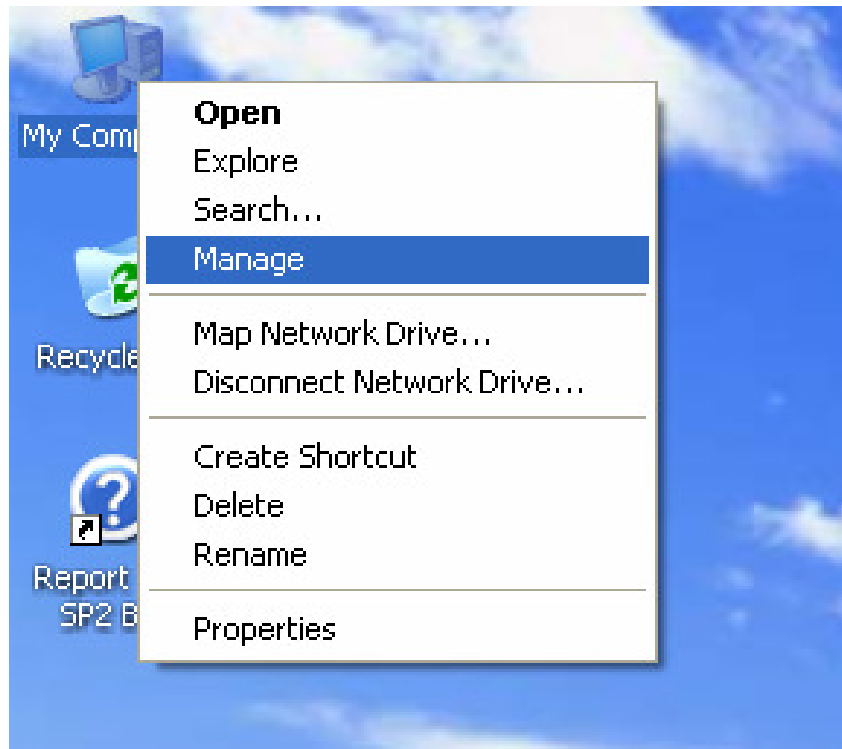 My Com
Open
Explore
Search...
Manage
Recycle
Map Network Drive...
Disconnect Network Drive...
Create Shortcut
Delete
Rename
Report
SP2 B
Properties